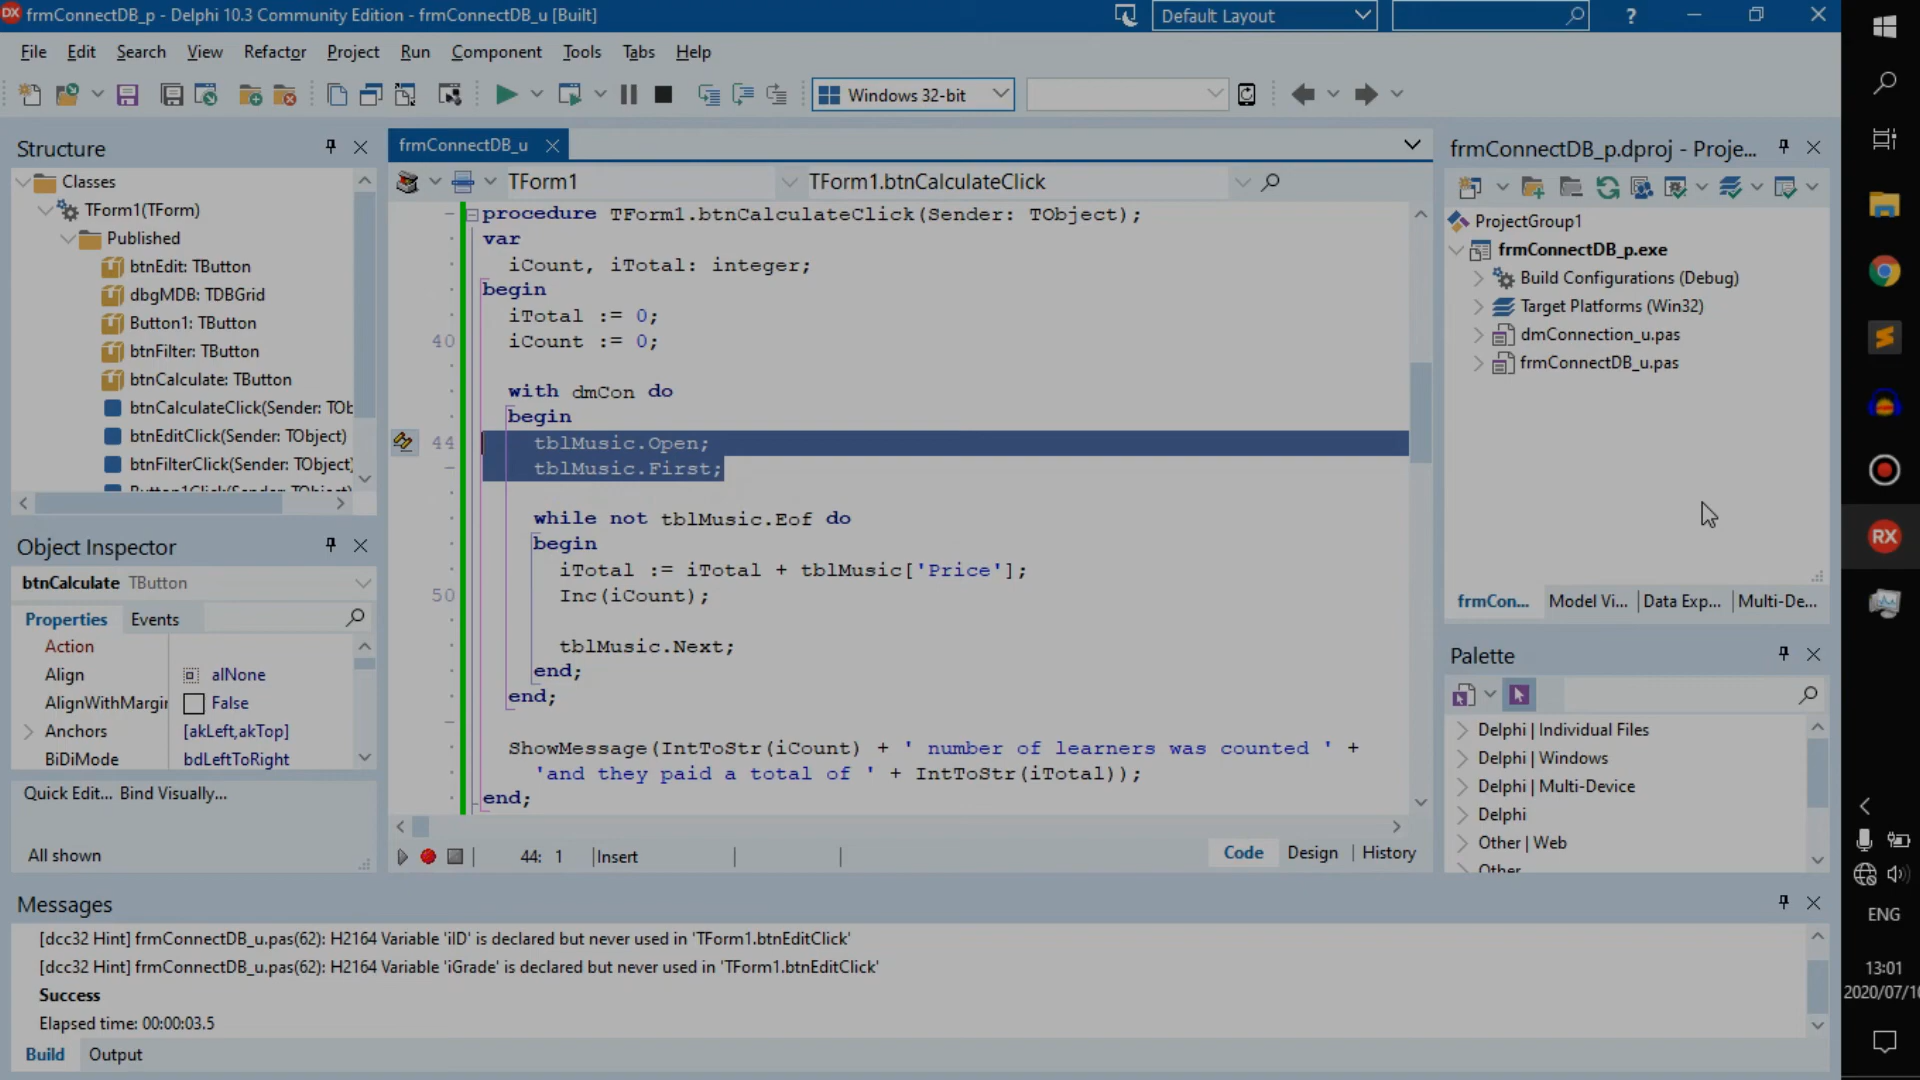 frmConnectDB_p - Delphi 10.3 Community Edition - frmConnectDB_u [Built]
Default Layout
?
File Edit Search View Refactor Project Run Component Tools Tabs Help
Windows 32-bit
Structure
Classes
TForm1(TForm)
Published
btnEdit: TButton
dbgMDB: TDBGrid
Button1: TButton
btnFilter: TButton
btnCalculate: TButton
btnCalculateClick(Sender: TOb
btnEditClick(Sender: TObject)
btnFilterClick(Sender: TObject)
Button1Click(Sender: TObject)
Object Inspector
btnCalculate TButton
Properties Events
Action
Align alNone
AlignWithMargin False
Anchors [akLeft,akTop]
BiDiMode bdLeftToRight
Quick Edit... Bind Visually...
All shown
frmConnectDB_u
TForm1 TForm1.btnCalculateClick
procedure TForm1.btnCalculateClick(Sender: TObject);
var
iCount, iTotal: integer;
begin
iTotal := 0;
40 iCount := 0;
with dmCon do
begin
44 tblMusic.Open;
tblMusic.First;
while not tblMusic.Eof do
begin
iTotal := iTotal + tblMusic['Price'];
50 Inc(iCount);
tblMusic.Next;
end;
end;
ShowMessage(IntToStr(iCount) + ' number of learners was counted ' +
'and they paid a total of ' + IntToStr(iTotal));
end;
44: 1 Insert
Code Design History
frmConnectDB_p.dproj - Proje...
ProjectGroup1
frmConnectDB_p.exe
Build Configurations (Debug)
Target Platforms (Win32)
dmConnection_u.pas
frmConnectDB_u.pas
frmCon... Model Vi... Data Exp... Multi-De...
Palette
Delphi | Individual Files
Delphi | Windows
Delphi | Multi-Device
Delphi
Other | Web
Other
Messages
[dcc32 Hint] frmConnectDB_u.pas(62): H2164 Variable 'iID' is declared but never used in 'TForm1.btnEditClick'
[dcc32 Hint] frmConnectDB_u.pas(62): H2164 Variable 'iGrade' is declared but never used in 'TForm1.btnEditClick'
Success
Elapsed time: 00:00:03.5
Build Output
DX
RX
ENG
13:01
2020/07/10